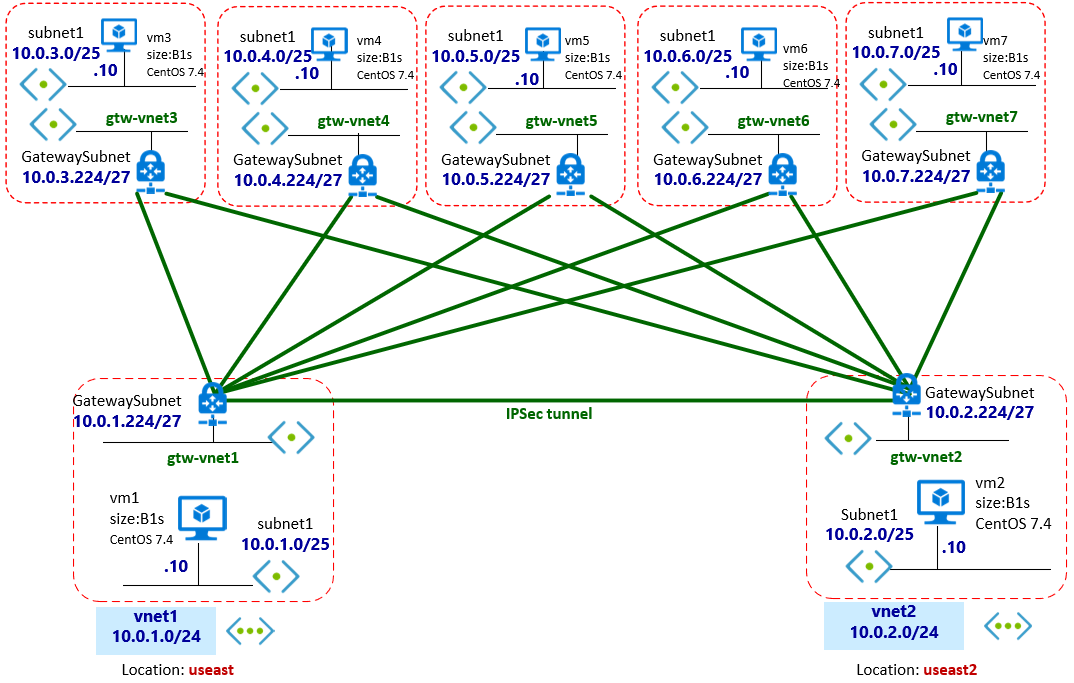 subnet1
10.0.3.0/25
.10
vm3
size:B1s
CentOS 7.4
gtw-vnet3
GatewaySubnet
10.0.3.224/27
subnet1
10.0.4.0/25
.10
vm4
size:B1s
CentOS 7.4
gtw-vnet4
GatewaySubnet
10.0.4.224/27
subnet1
10.0.5.0/25
.10
vm5
size:B1s
CentOS 7.4
gtw-vnet5
GatewaySubnet
10.0.5.224/27
subnet1
10.0.6.0/25
.10
vm6
size:B1s
CentOS 7.4
gtw-vnet6
GatewaySubnet
10.0.6.224/27
subnet1
10.0.7.0/25
.10
vm7
size:B1s
CentOS 7.4
gtw-vnet7
GatewaySubnet
10.0.7.224/27
GatewaySubnet
10.0.1.224/27
gtw-vnet1
vm1
size:B1s
CentOS 7.4
.10
subnet1
10.0.1.0/25
vnet1
10.0.1.0/24
Location: useast
IPSec tunnel
GatewaySubnet
10.0.2.224/27
gtw-vnet2
vm2
size:B1s
CentOS 7.4
.10
Subnet1
10.0.2.0/25
vnet2
10.0.2.0/24
Location: useast2